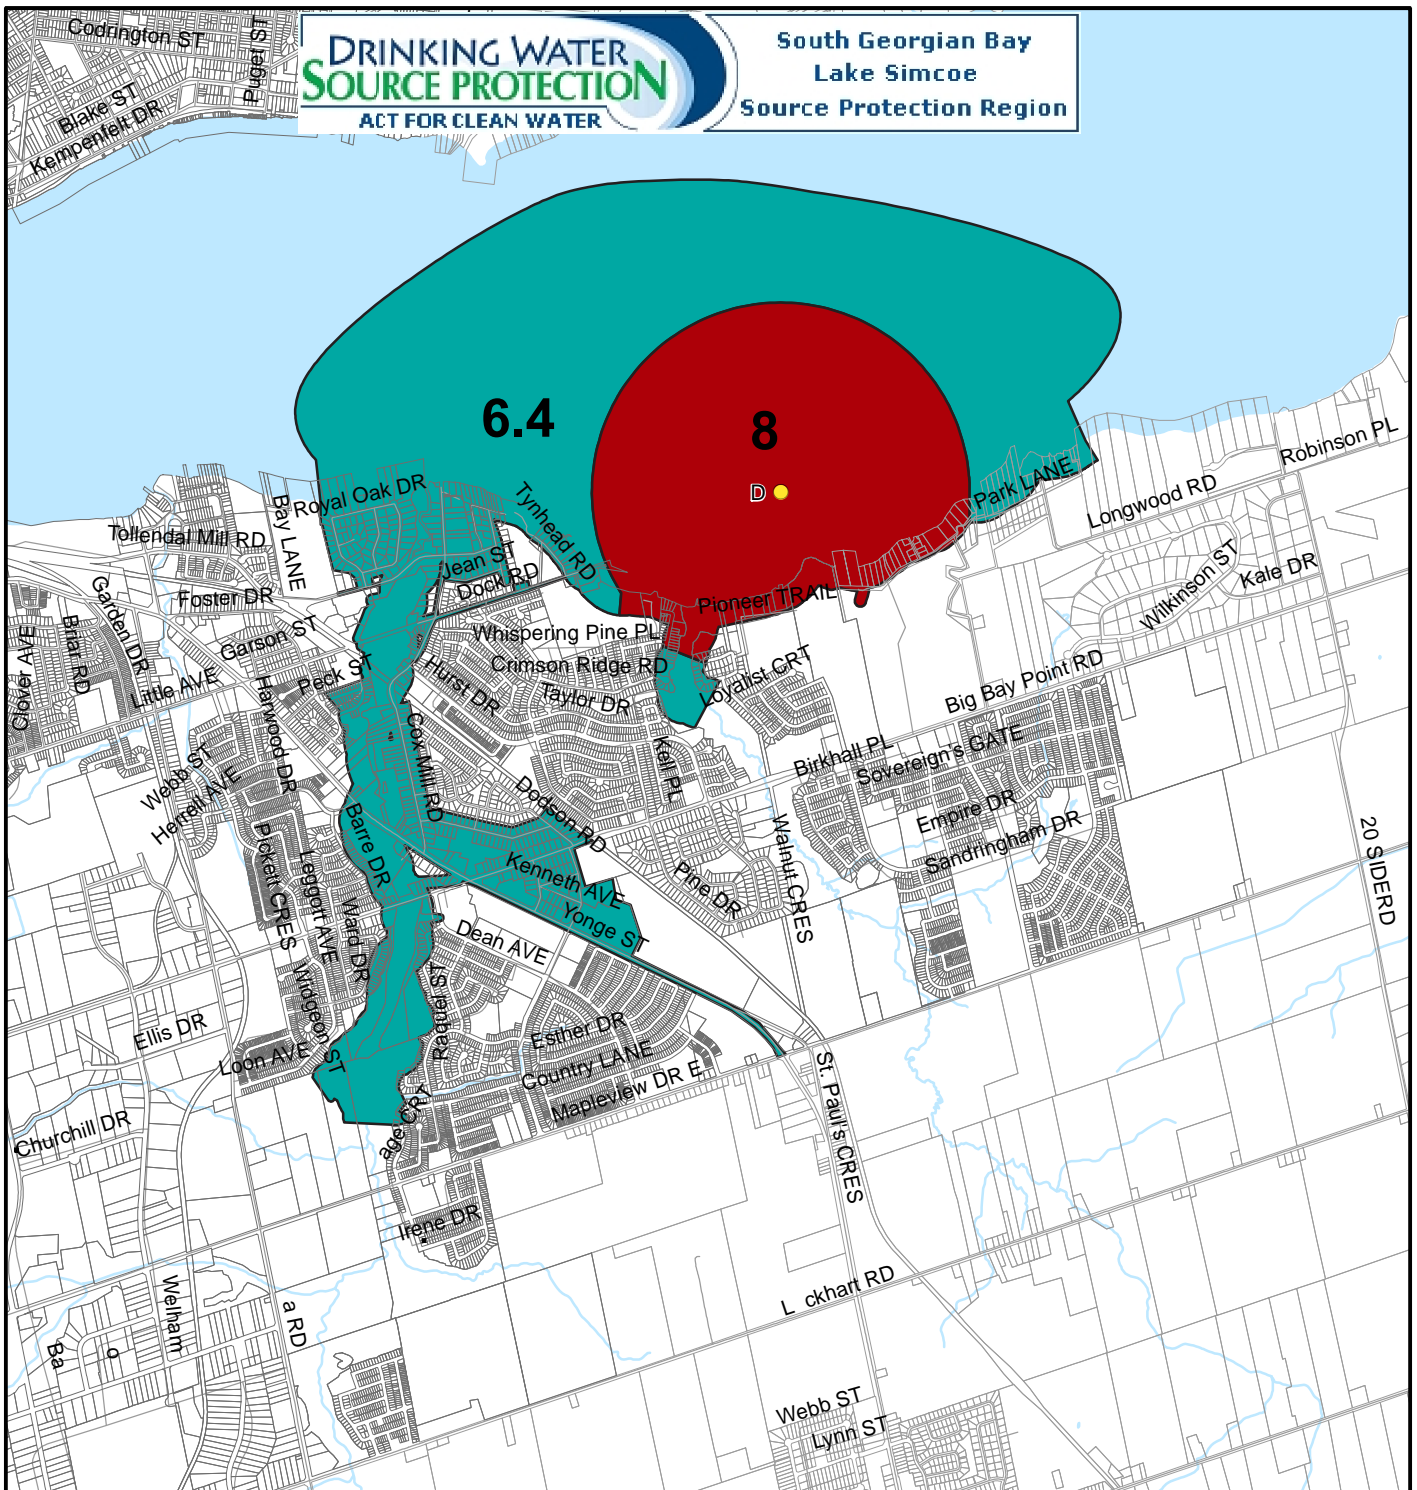 Codrington ST
Puget ST
Blake ST
Kempenfelt DR
DRINKING WATER
SOURCE PROTECTION
ACT FOR CLEAN WATER
South Georgian Bay
Lake Simcoe
Source Protection Region
6.4
8
D
Royal Oak DR
Bay LANE
Tollendal Mill RD
Tynhead RD
Park LANE
Longwood RD
Robinson PL
Jean ST
Dock RD
Garden DR
Foster DR
Pioneer TRAIL
Wilkinson ST
Kale DR
Clover AVE
Briar RD
Garson ST
Whispering Pine PL
Crimson Ridge RD
Little AVE
Peck ST
Hurst DR
Taylor DR
Loyalist CRT
Big Bay Point RD
Harwood DR
Cox Mill RD
Kell PL
Birkhall PL
Sovereign's GATE
Webb ST
Herrell AVE
Barre DR
Dodson RD
Empire DR
Sandringham DR
Walnut CRES
20 SIDERD
Pickett CRES
Leggott AVE
Ward DR
Kenneth AVE
Pine DR
Yonge ST
Dean AVE
Widgeon ST
Raquel ST
Ellis DR
Loon AVE
Esther DR
Country LANE
Mapleview DR E
St. Paul's CRES
Churchill DR
age CRT
Irene DR
L ckhart RD
Welham
a RD
Ba
o
Webb ST
Lynn ST